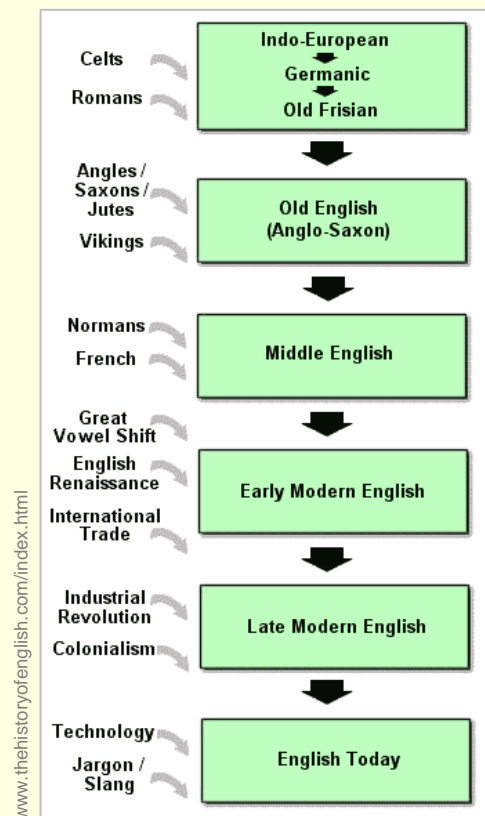 Celts
Romans
Indo-European
Germanic
Old Frisian
Angles /
Saxons /
Jutes
Vikings
Old English
(Anglo-Saxon)
Normans
French
Middle English
Great
Vowel Shift
English
Renaissance
International
Trade
Early Modern English
Industrial
Revolution
Colonialism
Late Modern English
Technology
Jargon /
Slang
English Today
www.thehistoryofenglish.com/index.html